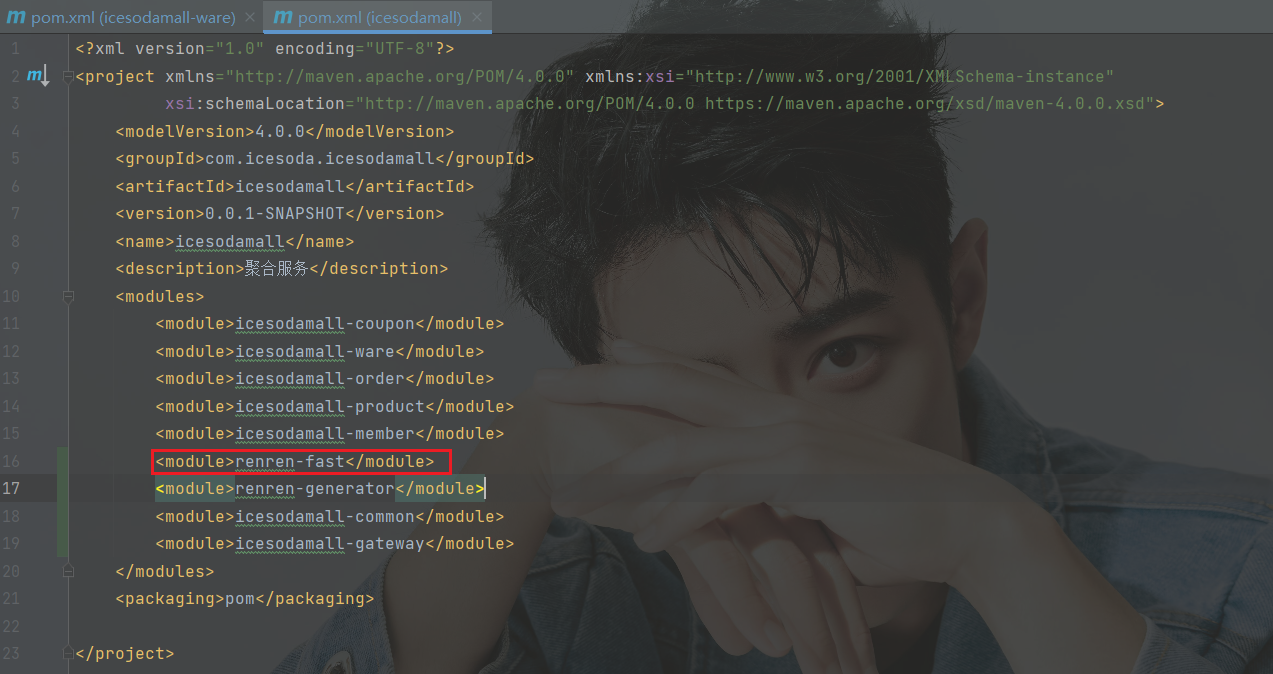 m pom.xml (icesodamall-ware) × m pom.xml (icesodamall) ×
1 <?xml version="1.0" encoding="UTF-8"?>
2 m <project xmlns="http://maven.apache.org/POM/4.0.0" xmlns:xsi="http://www.w3.org/2001/XMLSchema-instance"
3 xsi:schemaLocation="http://maven.apache.org/POM/4.0.0 https://maven.apache.org/xsd/maven-4.0.0.xsd">
4 <modelVersion>4.0.0</modelVersion>
5 <groupId>com.icesoda.icesodamall</groupId>
6 <artifactId>icesodamall</artifactId>
7 <version>0.0.1-SNAPSHOT</version>
8 <name>icesodamall</name>
9 <description>聚合服务</description>
10 <modules>
11 <module>icesodamall-coupon</module>
12 <module>icesodamall-ware</module>
13 <module>icesodamall-order</module>
14 <module>icesodamall-product</module>
15 <module>icesodamall-member</module>
16 <module>renren-fast</module>
17 <module>renren-generator</module>
18 <module>icesodamall-common</module>
19 <module>icesodamall-gateway</module>
20 </modules>
21 <packaging>pom</packaging>
22
23 </project>